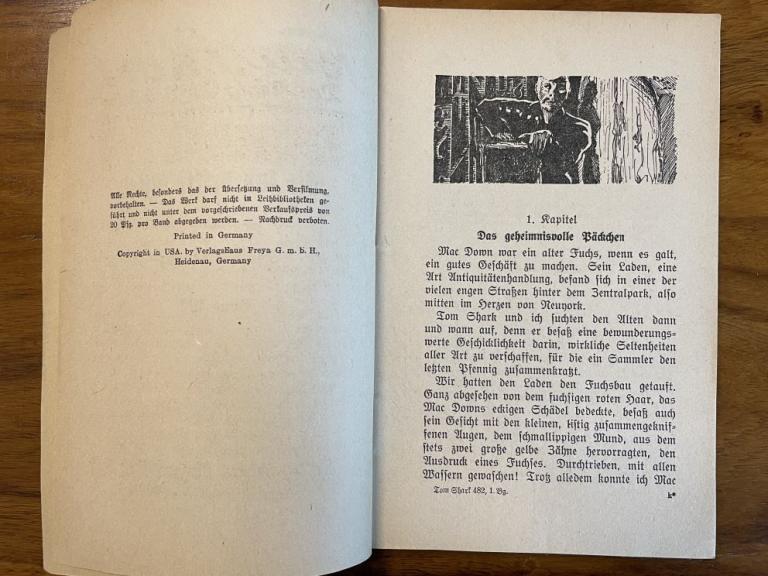 Alle Rechte, besonders das der Übersetzung und Verfilmung,
vorbehalten. — Das Werk darf nicht in Leihbibliotheken ge-
führt und nicht unter dem vorgeschriebenen Verkaufspreis von
20 Pfg. pro Band abgegeben werden. — Nachdruck verboten.
Printed in Germany
Copyright in USA. by Verlagshaus Freya G. m. b. H.,
Heidenau, Germany
1. Kapitel
Das geheimnisvolle Päckchen
Mac Down war ein alter Fuchs, wenn es galt,
ein gutes Geschäft zu machen. Sein Laden, eine
Art Antiquitätenhandlung, befand sich in einer der
vielen engen Straßen hinter dem Zentralpark, also
mitten im Herzen von Neuyork.
Tom Shark und ich suchten den Alten dann
und wann auf, denn er besaß eine bewunderungs-
werte Geschicklichkeit darin, wirkliche Seltenheiten
aller Art zu verschaffen, für die ein Sammler den
letzten Pfennig zusammenkratzt.
Wir hatten den Laden den Fuchsbau getauft.
Ganz abgesehen von dem fuchsigen roten Haar, das
Mac Downs eckigen Schädel bedeckte, besaß auch
sein Gesicht mit den kleinen, listig zusammengeknif-
fenen Augen, dem schmallippigen Mund, aus dem
stets zwei große gelbe Zähne hervorragten, den
Ausdruck eines Fuchses. Durchtrieben, mit allen
Wassern gewaschen! Trotz alledem konnte ich Mac
Tom Shark 482, 1. Bg.
k*